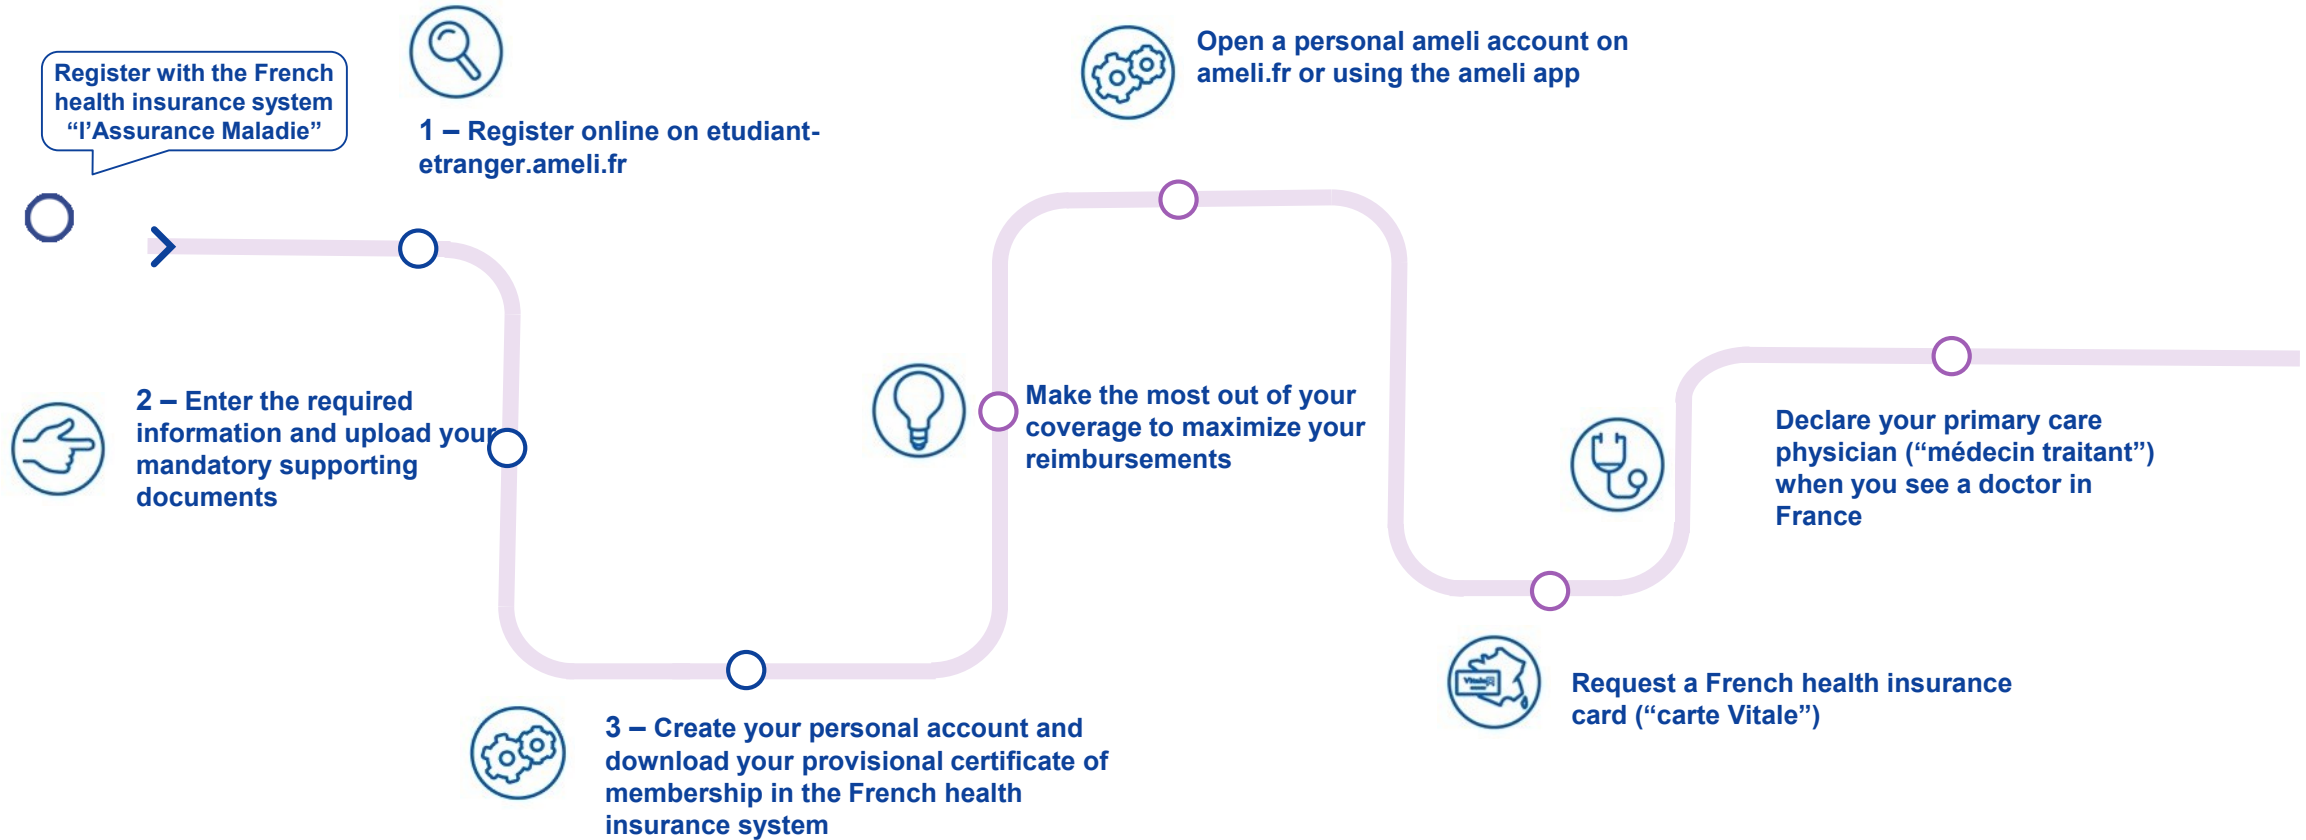 Register with the French
health insurance system
“l’Assurance Maladie”
1 – Register online on etudiant-
etranger.ameli.fr
2 – Enter the required
information and upload your
mandatory supporting
documents
3 – Create your personal account and
download your provisional certificate of
membership in the French health
insurance system
Make the most out of your
coverage to maximize your
reimbursements
Open a personal ameli account on
ameli.fr or using the ameli app
Vitale
Request a French health insurance
card (“carte Vitale”)
Declare your primary care
physician (“médecin traitant”)
when you see a doctor in
France